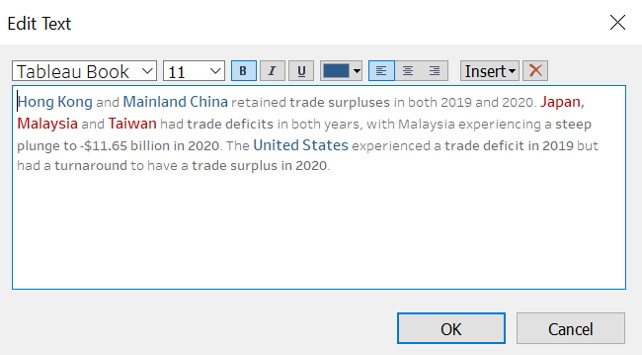 Edit Text
Tableau Book 11 B I U Insert
Hong Kong and Mainland China retained trade surpluses in both 2019 and 2020. Japan,
Malaysia and Taiwan had trade deficits in both years, with Malaysia experiencing a steep
plunge to -$11.65 billion in 2020. The United States experienced a trade deficit in 2019 but
had a turnaround to have a trade surplus in 2020.
OK Cancel